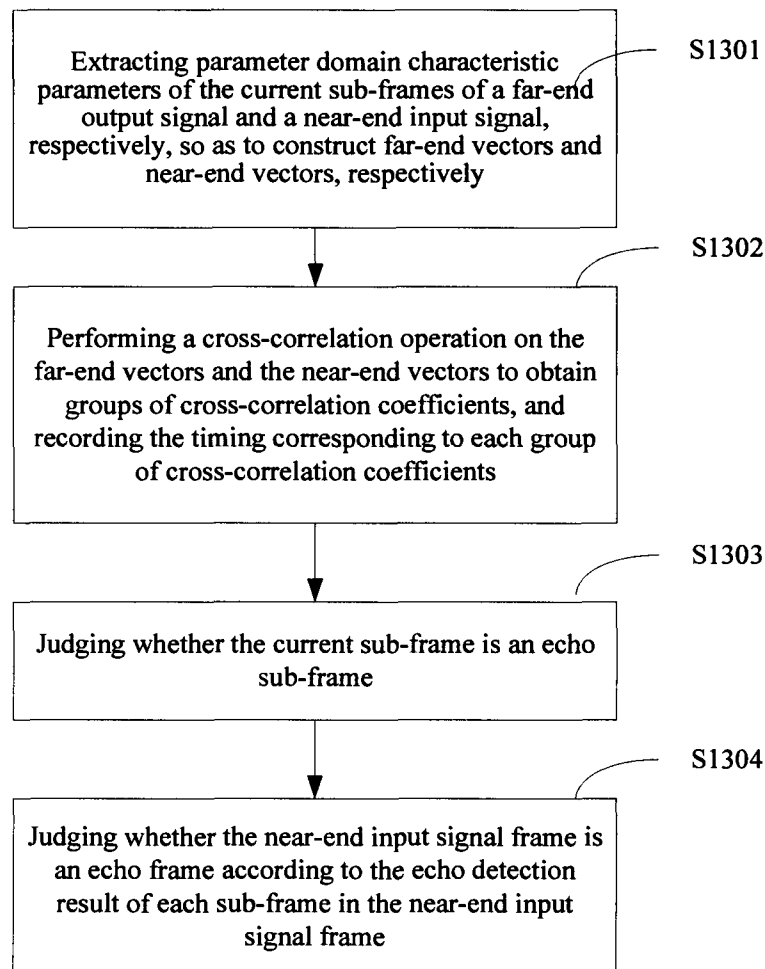 Extracting parameter domain characteristic
parameters of the current sub-frames of a far-end
output signal and a near-end input signal,
respectively, so as to construct far-end vectors and
near-end vectors, respectively
S1301
Performing a cross-correlation operation on the
far-end vectors and the near-end vectors to obtain
groups of cross-correlation coefficients, and
recording the timing corresponding to each group
of cross-correlation coefficients
S1302
Judging whether the current sub-frame is an echo
sub-frame
S1303
Judging whether the near-end input signal frame is
an echo frame according to the echo detection
result of each sub-frame in the near-end input
signal frame
S1304